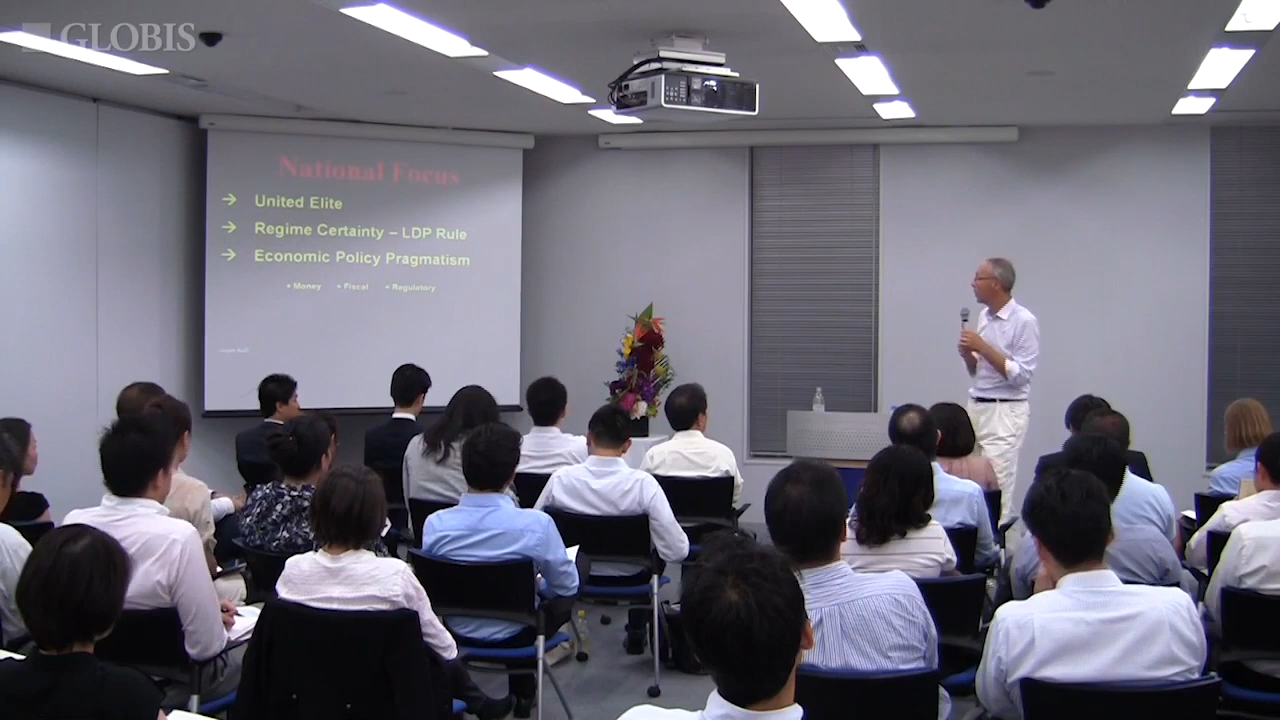 GLOBIS
National Focus
→ United Elite
→ Regime Certainty – LDP Rule
→ Economic Policy Pragmatism
• Money • Fiscal • Regulatory